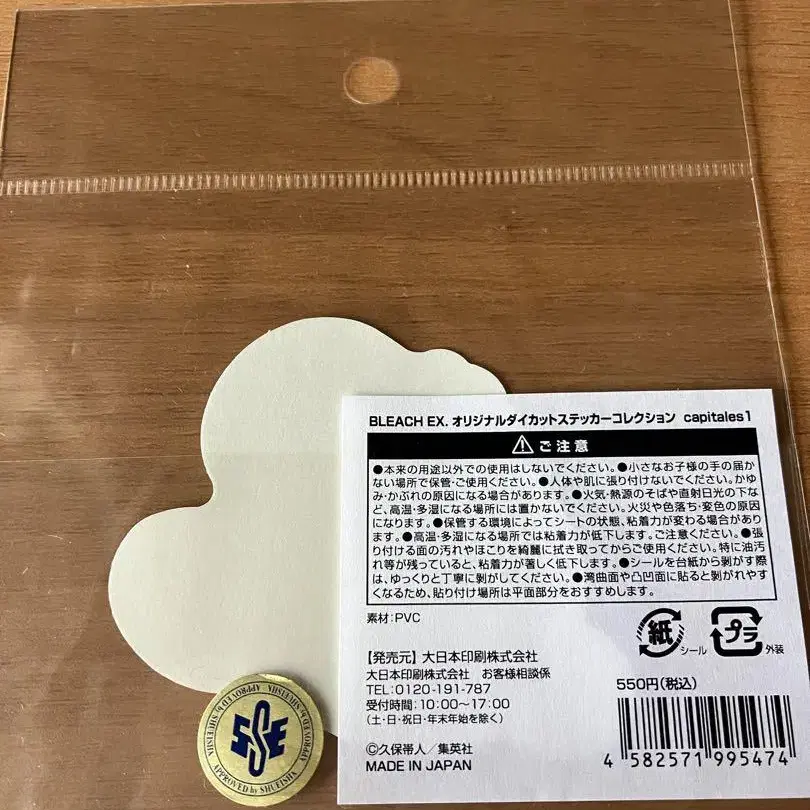 BLEACH EX. オリジナルダイカットステッカーコレクション capitales1
ご注意
●本来の用途以外での使用はしないでください。●小さなお子様の手の届か
ない場所で保管・ご使用ください。●人体や肌に張り付けないでください。かゆ
み・かぶれの原因になる場合があります。●火気・熱源のそばや直射日光の下な
ど、高温・多湿になる場所には置かないでください。火災や色落ち・変色の原因
になります。●保管する環境によってシートの状態、粘着力が変わる場合があり
ます。●高温・多湿になる場所では粘着力が低下します。ご注意ください。●張
り付ける面の汚れやほこりを綺麗に拭き取ってからご使用ください。特に油汚
れ等が残っていると、粘着力が著しく低下します。●シールを台紙から剥がす際
は、ゆっくりと丁寧に剥がしてください。●湾曲面や凸凹面に貼ると剥がれやす
くなるため、貼り付け場所は平面部分をおすすめします。
素材:PVC
紙 シール
プラ 外装
【発売元】大日本印刷株式会社
大日本印刷株式会社 お客様相談係
TEL:0120-191-787
受付時間:10:00~17:00
(土・日・祝日・年末年始を除く)
550円(税込)
4 582571 995474
©久保帯人/集英社
MADE IN JAPAN
APPROVED by SHUEISHA
APPROVED by SHUEISHA
APPROVED by SHUEISHA